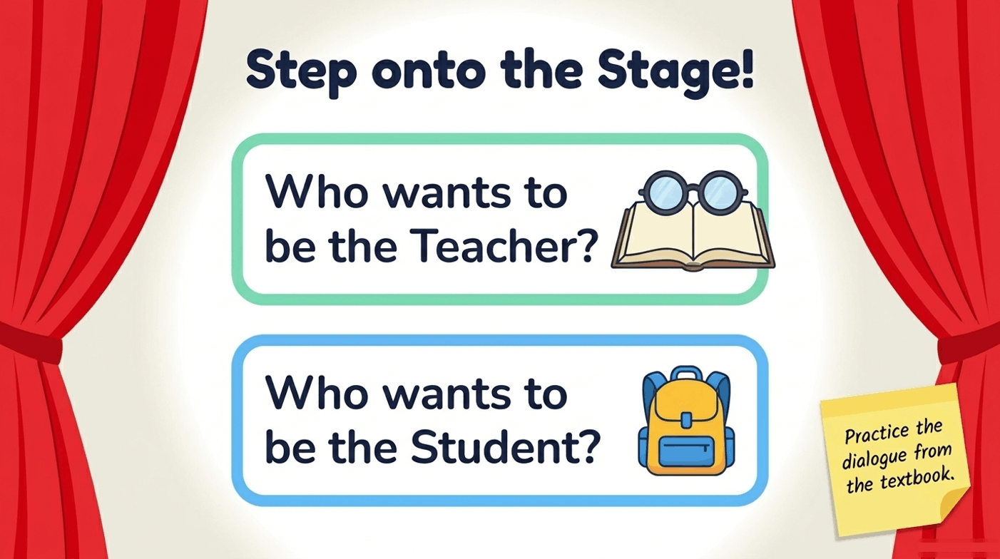 Step onto the Stage!
Who wants to
be the Teacher?
Who wants to
be the Student?
Practice the
dialogue from
the textbook.